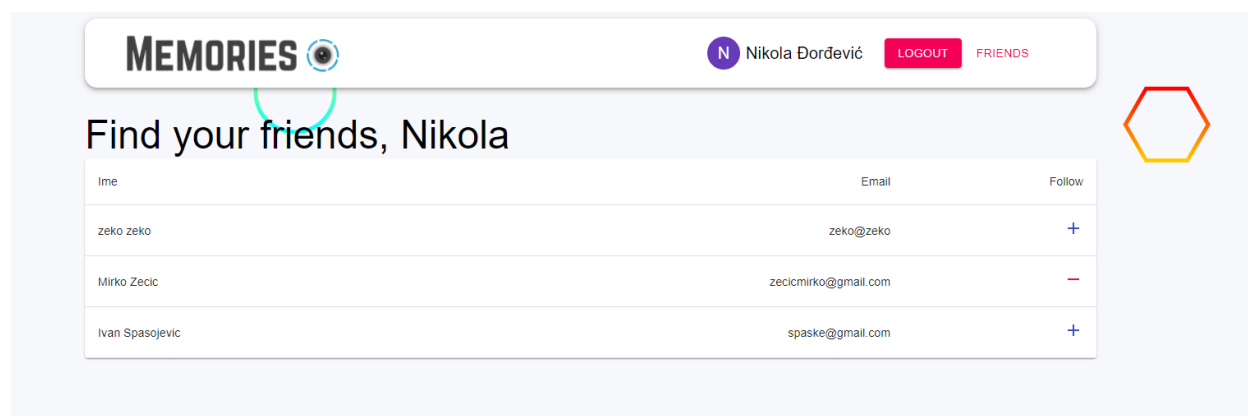 MEMORIES
N Nikola Đorđević LOGOUT FRIENDS
Find your friends, Nikola
Ime Email Follow
zeko zeko zeko@zeko +
Mirko Zecic zecicmirko@gmail.com −
Ivan Spasojevic spaske@gmail.com +